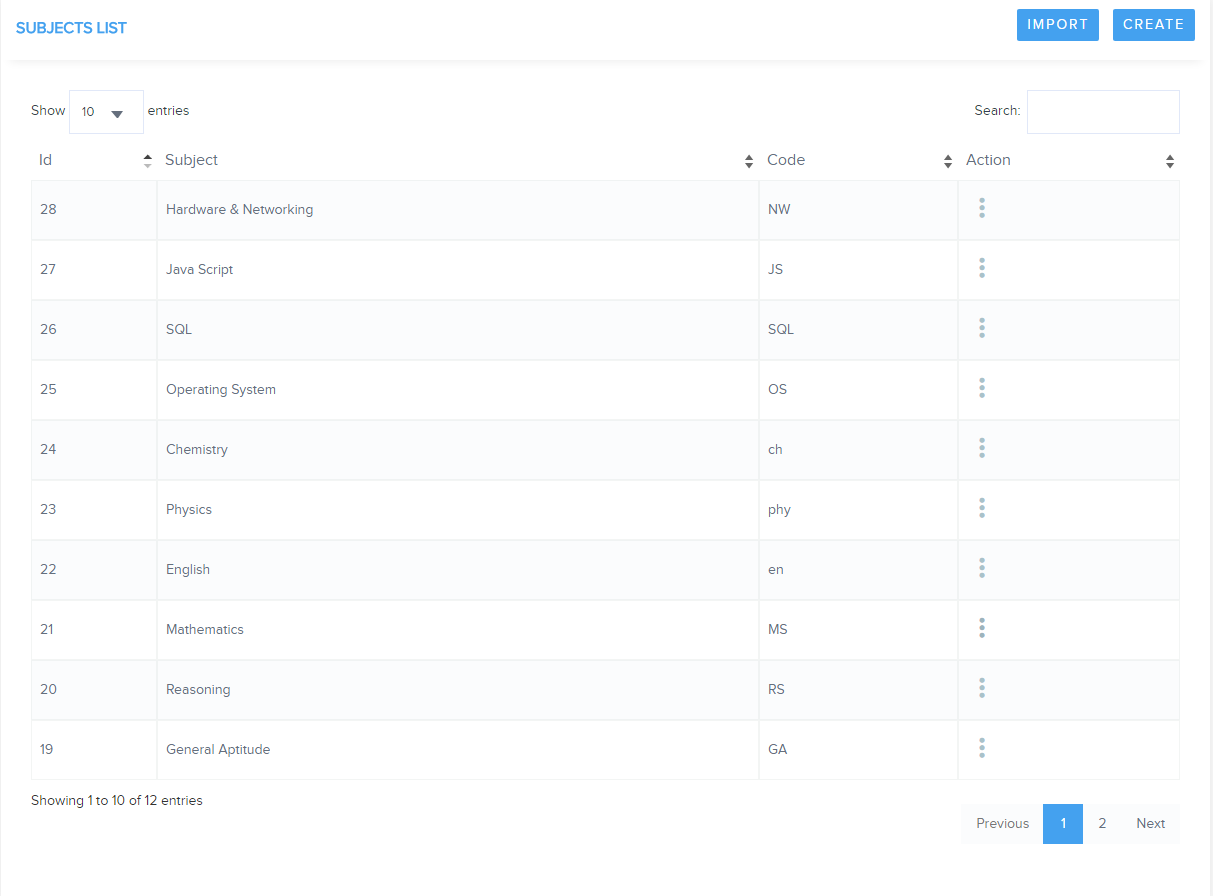 SUBJECTS LIST IMPORT CREATE
Show 10 entries Search:
Id Subject Code Action
28 Hardware & Networking NW
27 Java Script JS
26 SQL SQL
25 Operating System OS
24 Chemistry ch
23 Physics phy
22 English en
21 Mathematics MS
20 Reasoning RS
19 General Aptitude GA
Showing 1 to 10 of 12 entries
Previous 1 2 Next